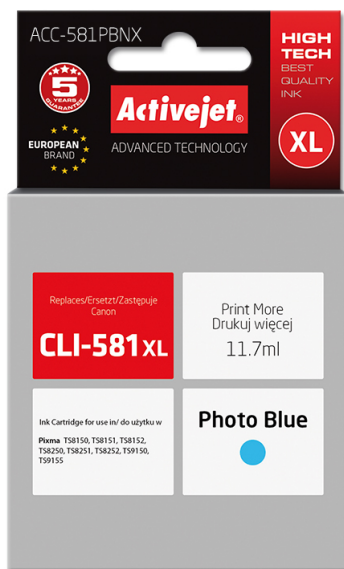 ACC-581PBNX
HIGH
TECH
BEST
QUALITY
INK
5
YEARS
GUARANTEE
Activejet®
EUROPEAN
BRAND
ADVANCED TECHNOLOGY
XL
Replaces/Ersetzt/Zastępuje
Canon
CLI-581XL
Print More
Drukuj więcej
11.7ml
Ink Cartridge for use in/ do użytku w
Pixma TS8150, TS8151, TS8152,
TS8250, TS8251, TS8252, TS9150,
TS9155
Photo Blue